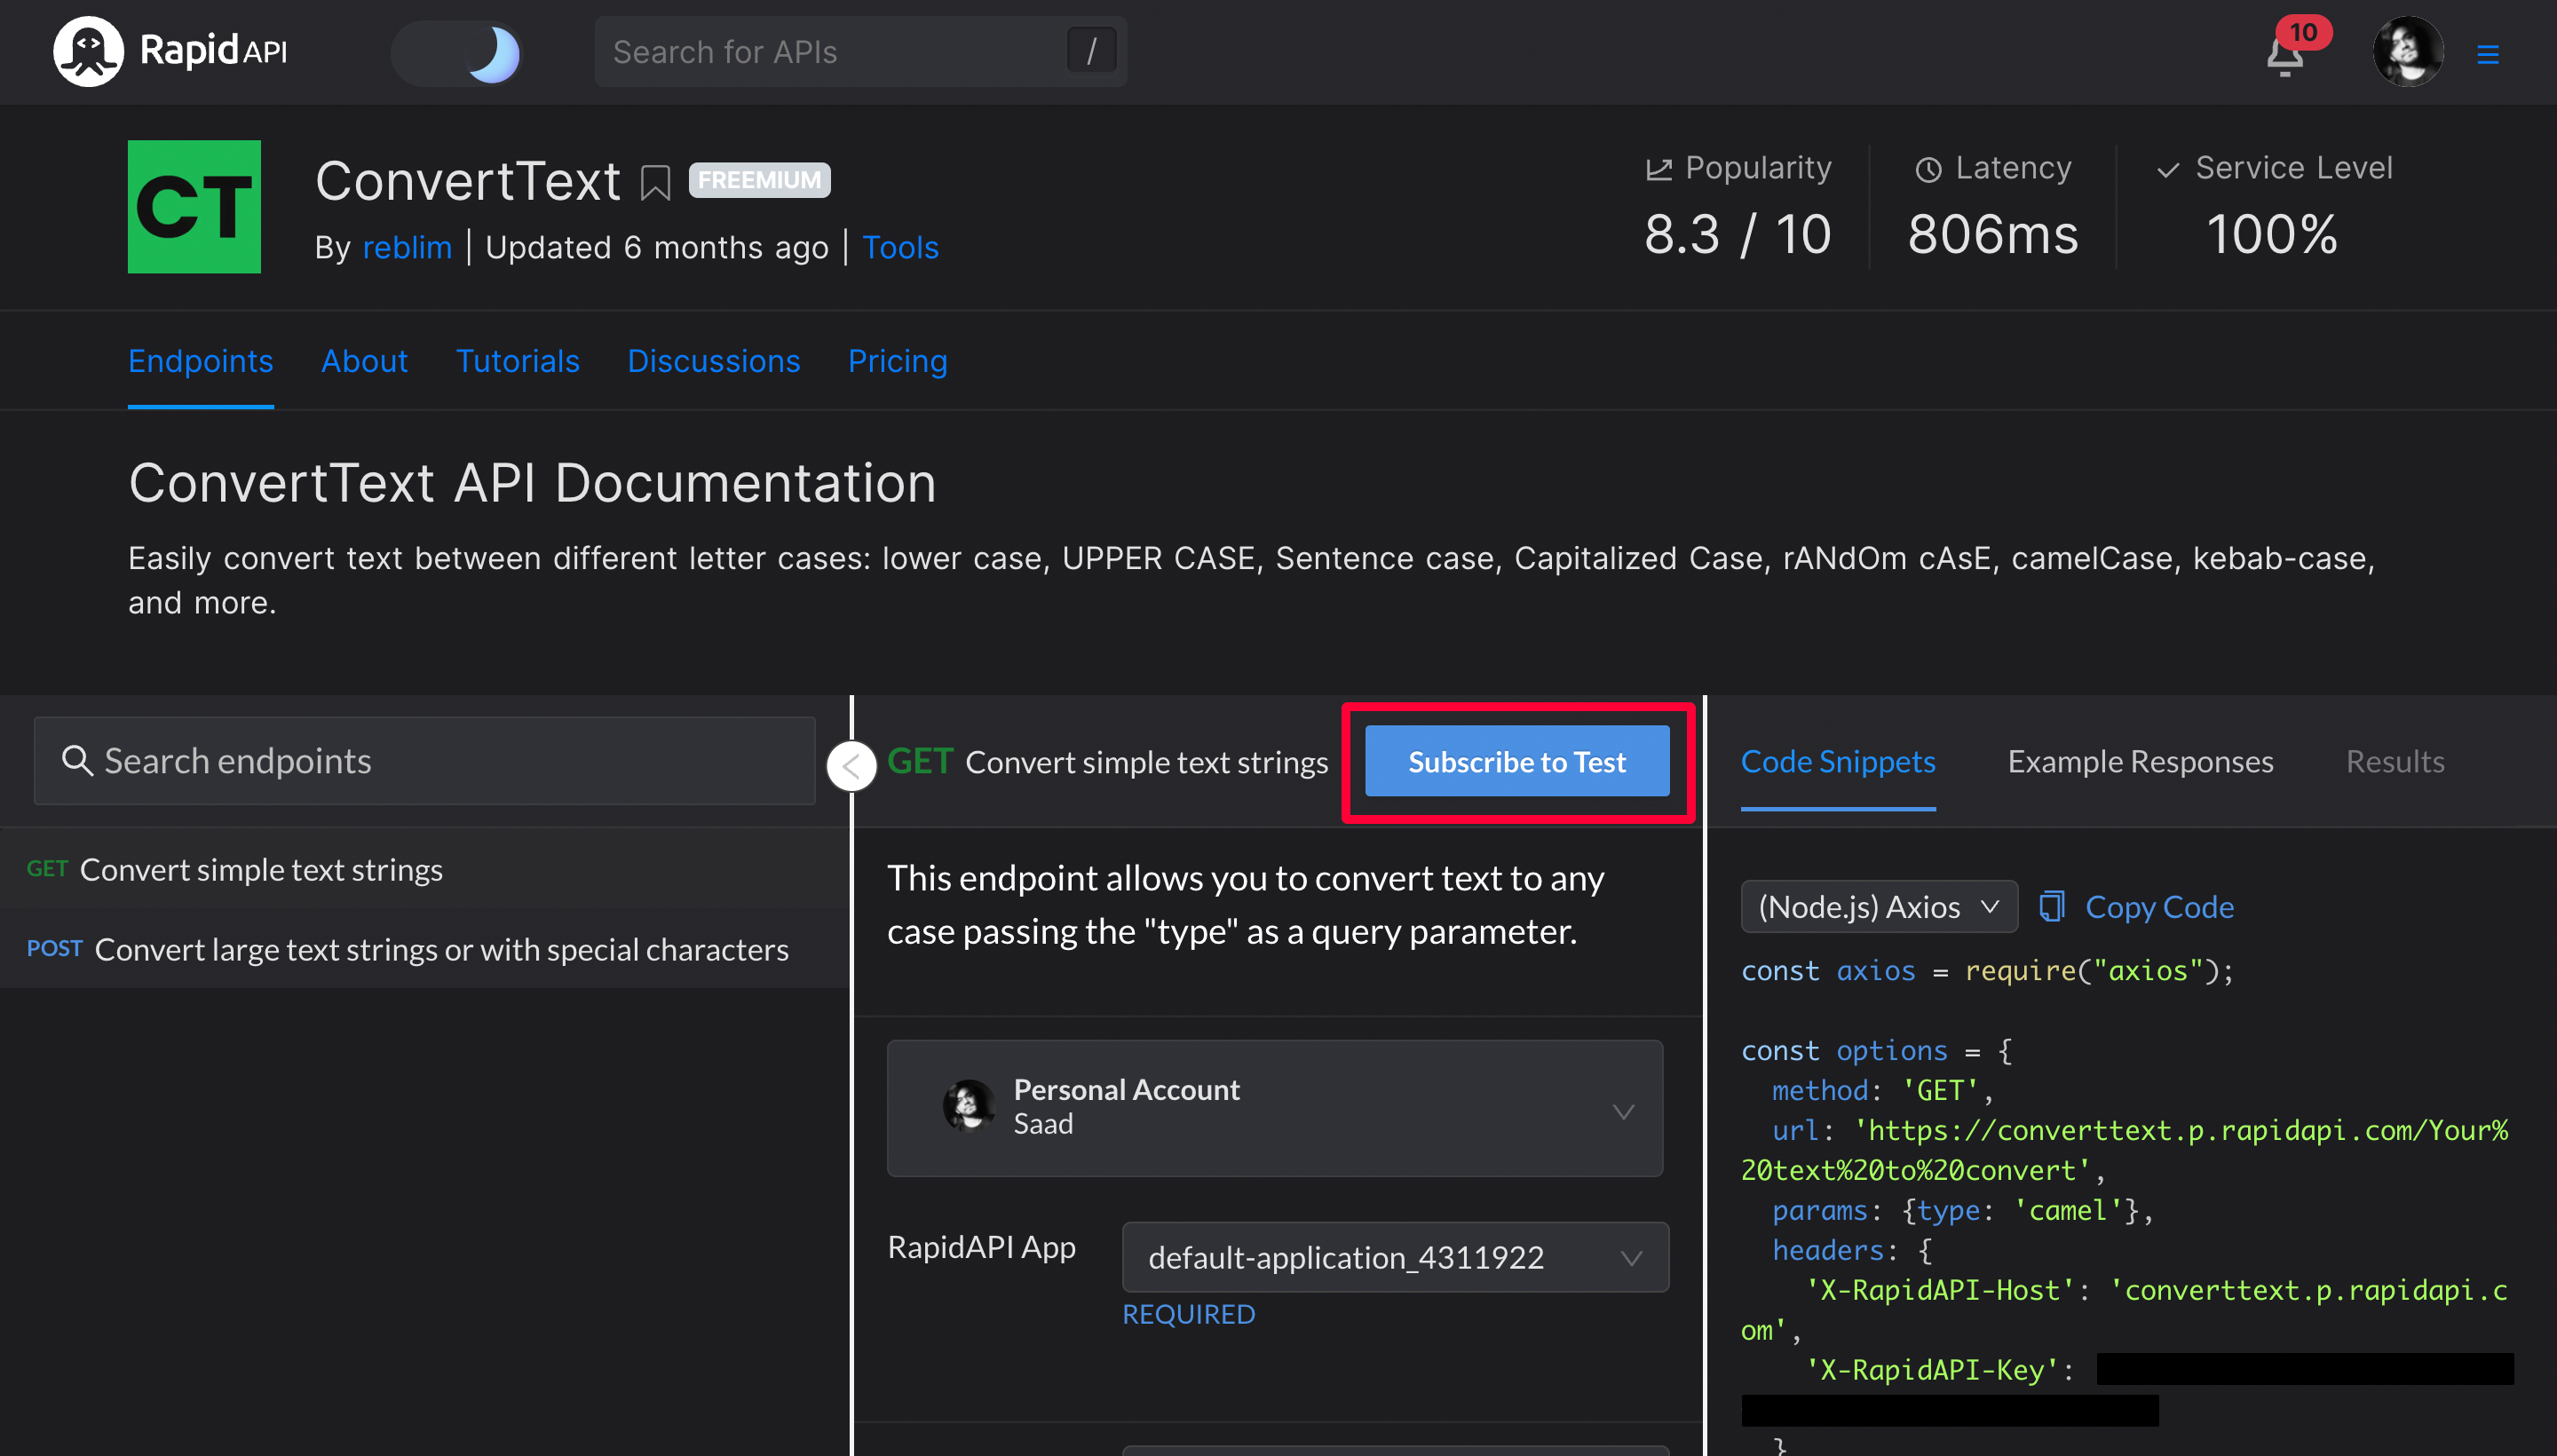 RapidAPI
Search for APIs
/
10
CT
ConvertText
FREEMIUM
By reblim | Updated 6 months ago | Tools
Popularity
8.3 / 10
Latency
806ms
Service Level
100%
Endpoints
About
Tutorials
Discussions
Pricing
ConvertText API Documentation
Easily convert text between different letter cases: lower case, UPPER CASE, Sentence case, Capitalized Case, rANdOm cAsE, camelCase, kebab-case,
and more.
Search endpoints
GET Convert simple text strings
POST Convert large text strings or with special characters
GET Convert simple text strings
Subscribe to Test
This endpoint allows you to convert text to any
case passing the "type" as a query parameter.
Personal Account
Saad
RapidAPI App
default-application_4311922
REQUIRED
Code Snippets
Example Responses
Results
(Node.js) Axios
Copy Code
const axios = require("axios");
const options = {
method: 'GET',
url: 'https://converttext.p.rapidapi.com/Your%
20text%20to%20convert',
params: {type: 'camel'},
headers: {
'X-RapidAPI-Host': 'converttext.p.rapidapi.c
om',
'X-RapidAPI-Key':
}